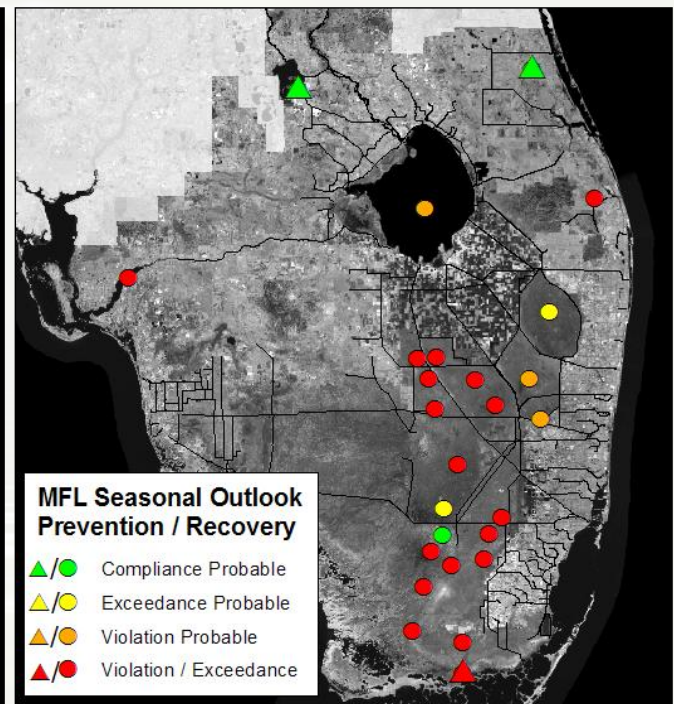 MFL Seasonal Outlook
Prevention / Recovery
/ Compliance Probable
/ Exceedance Probable
/ Violation Probable
/ Violation / Exceedance